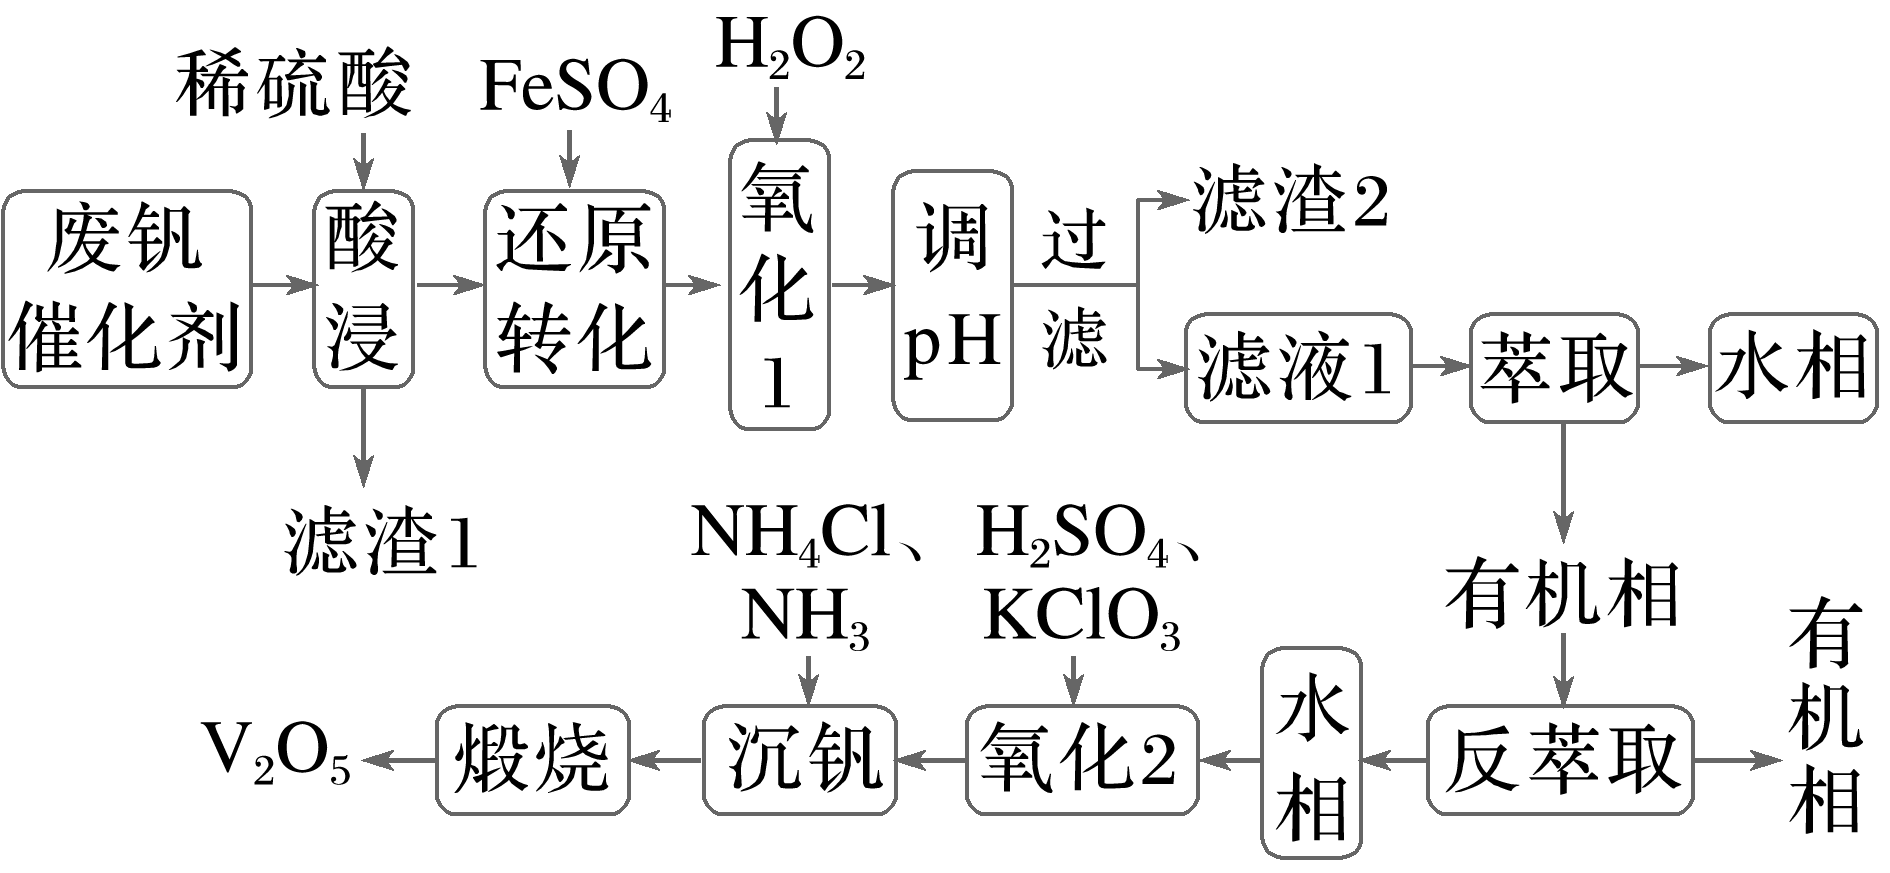 H₂O₂
稀硫酸
FeSO₄
废钒
催化剂
酸
浸
还原
转化
氧
化
1
调
pH
过
滤
滤渣2
滤液1
萃取
水相
滤渣1
有机相
NH₄Cl、
NH₃
H₂SO₄、
KClO₃
V₂O₅
煅烧
沉钒
氧化2
水
相
反萃取
有
机
相